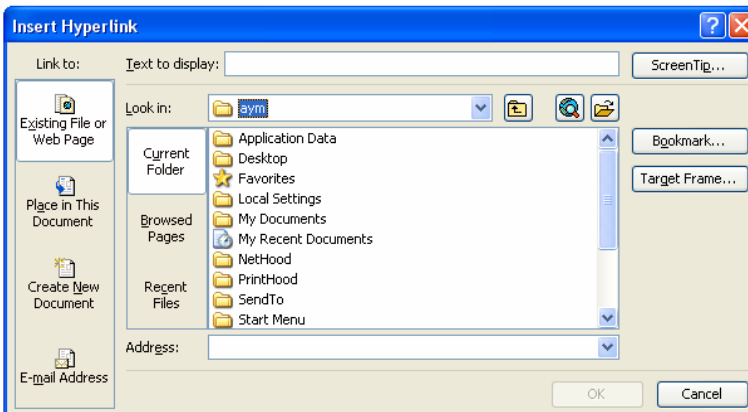 Insert Hyperlink
Link to:
Text to display:
ScreenTip...
Existing File or
Web Page
Look in:
aym
Current
Folder
Application Data
Desktop
Favorites
Local Settings
My Documents
My Recent Documents
NetHood
PrintHood
SendTo
Start Menu
Bookmark...
Target Frame...
Place in This
Document
Browsed
Pages
Create New
Document
Recent
Files
E-mail Address
Address:
OK
Cancel